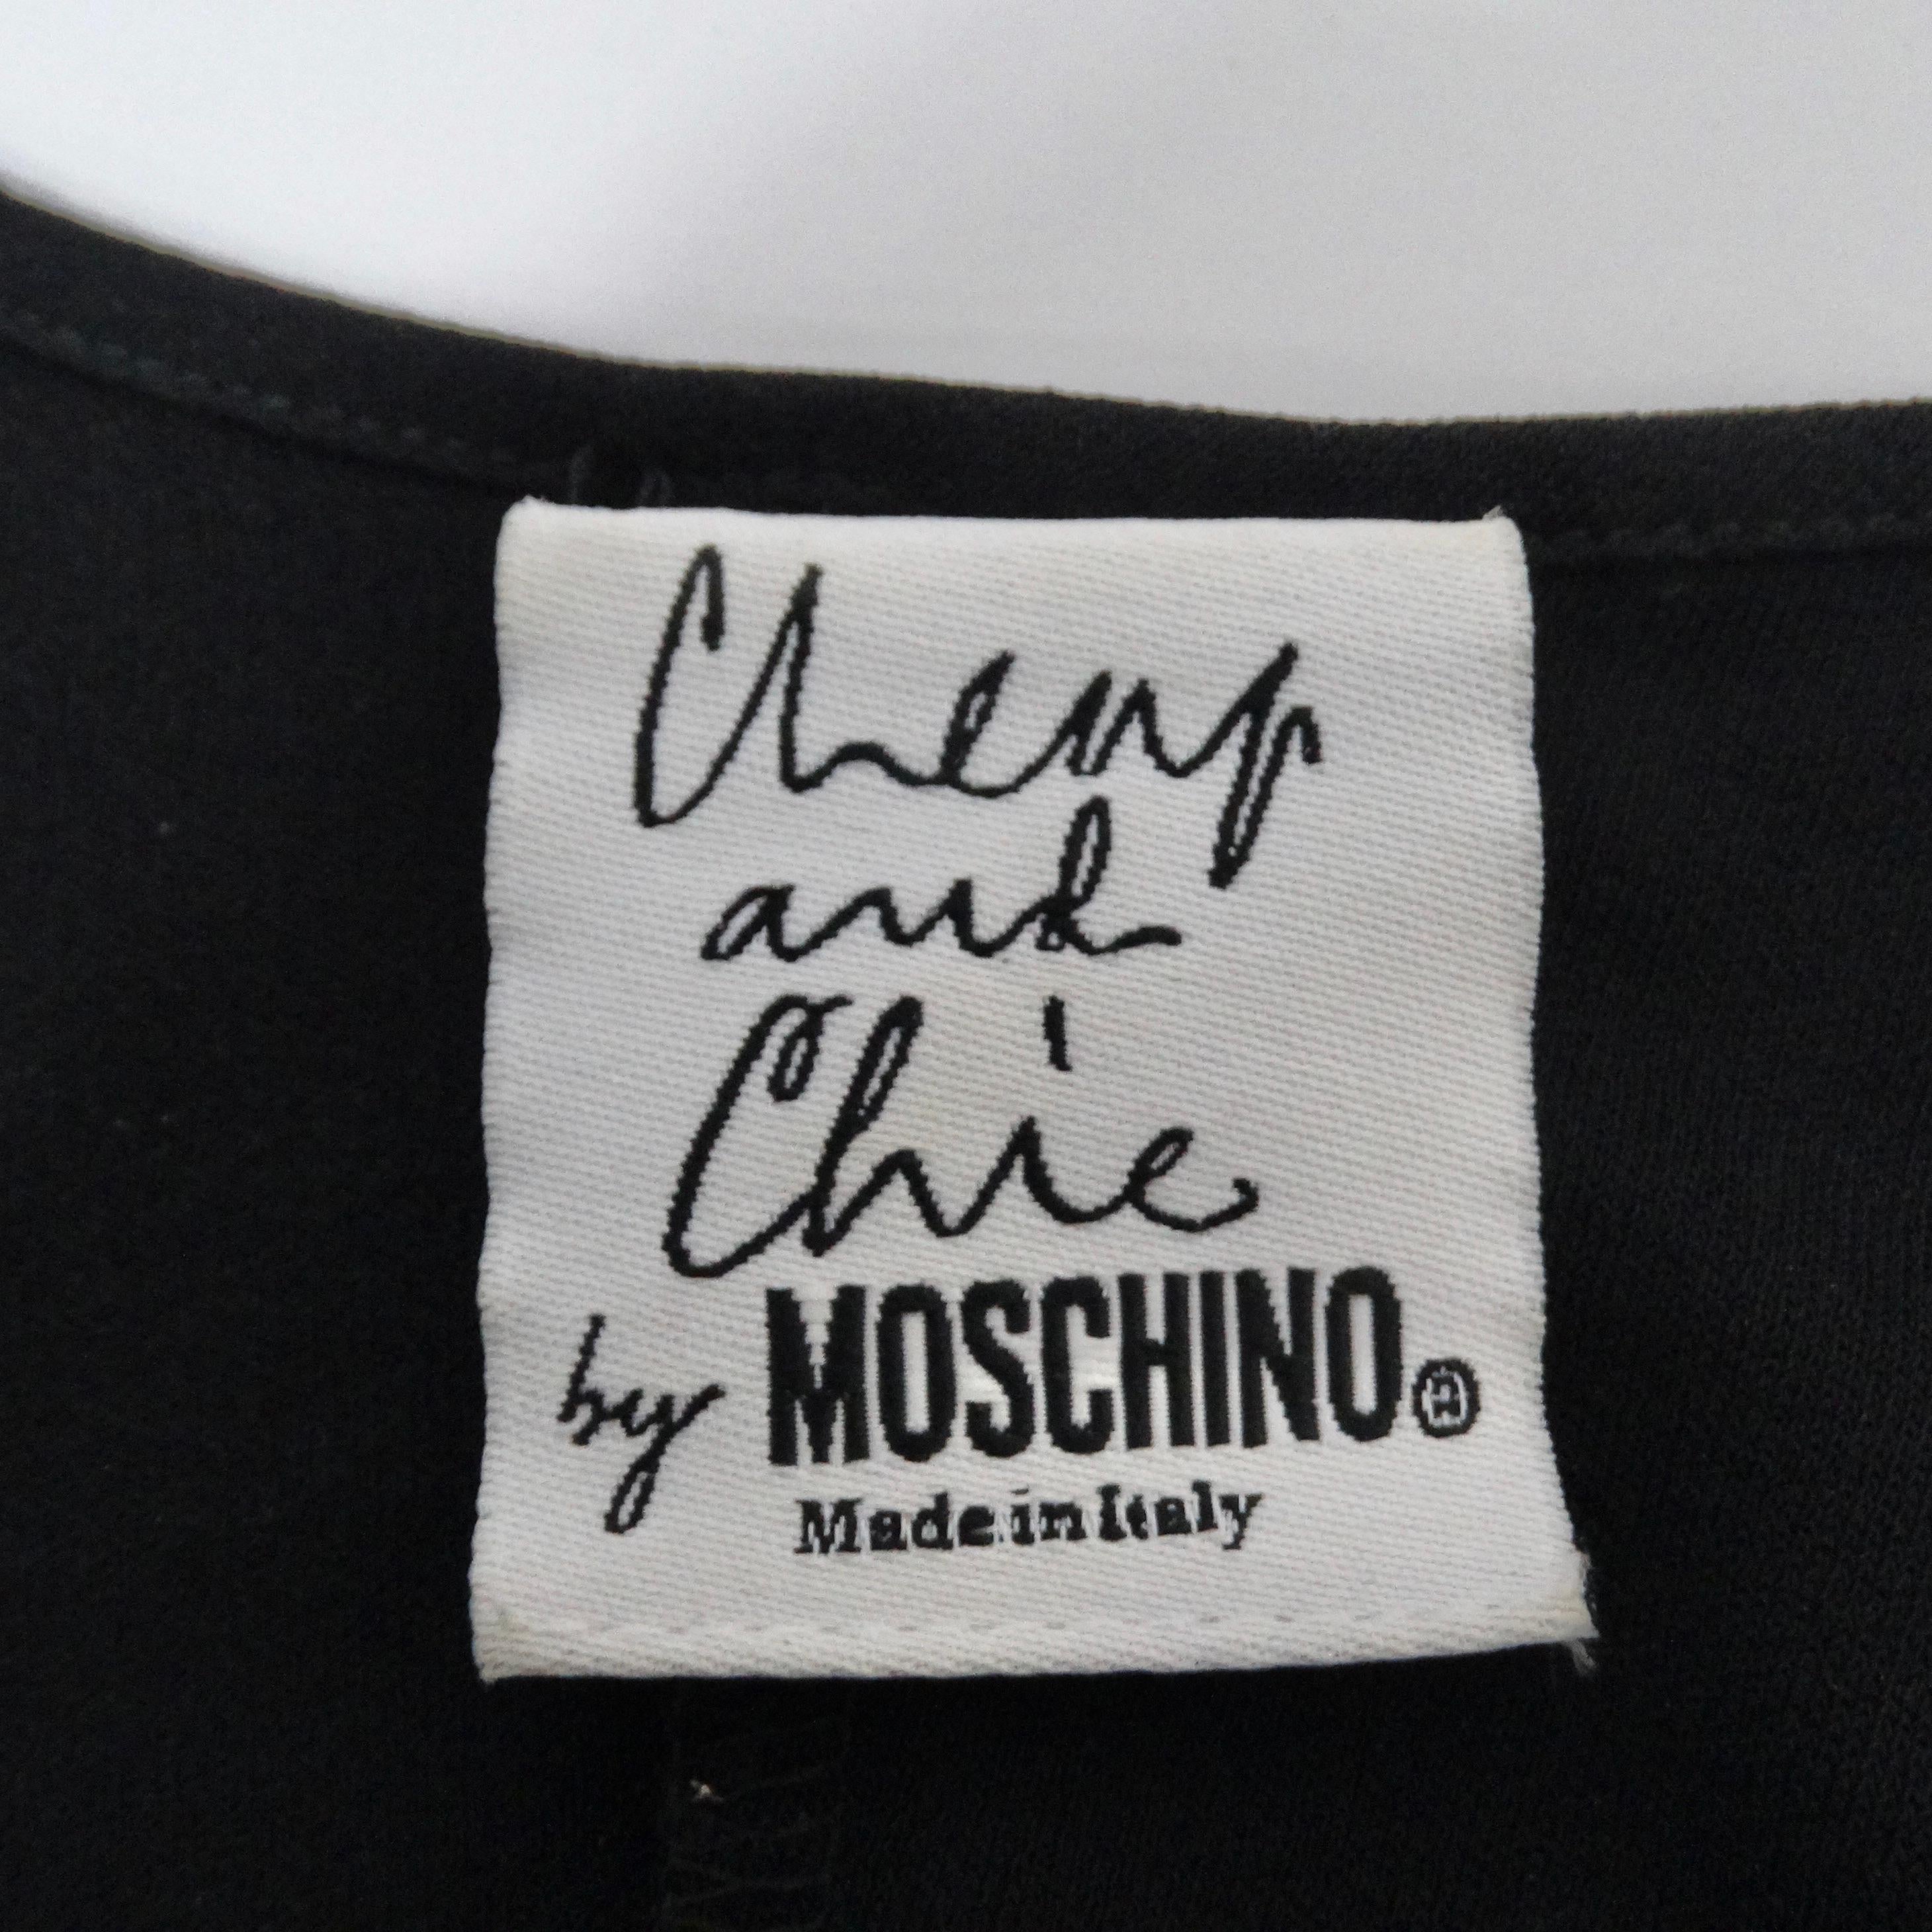 Cheap
and
Chic
by MOSCHINO®
Made in Italy